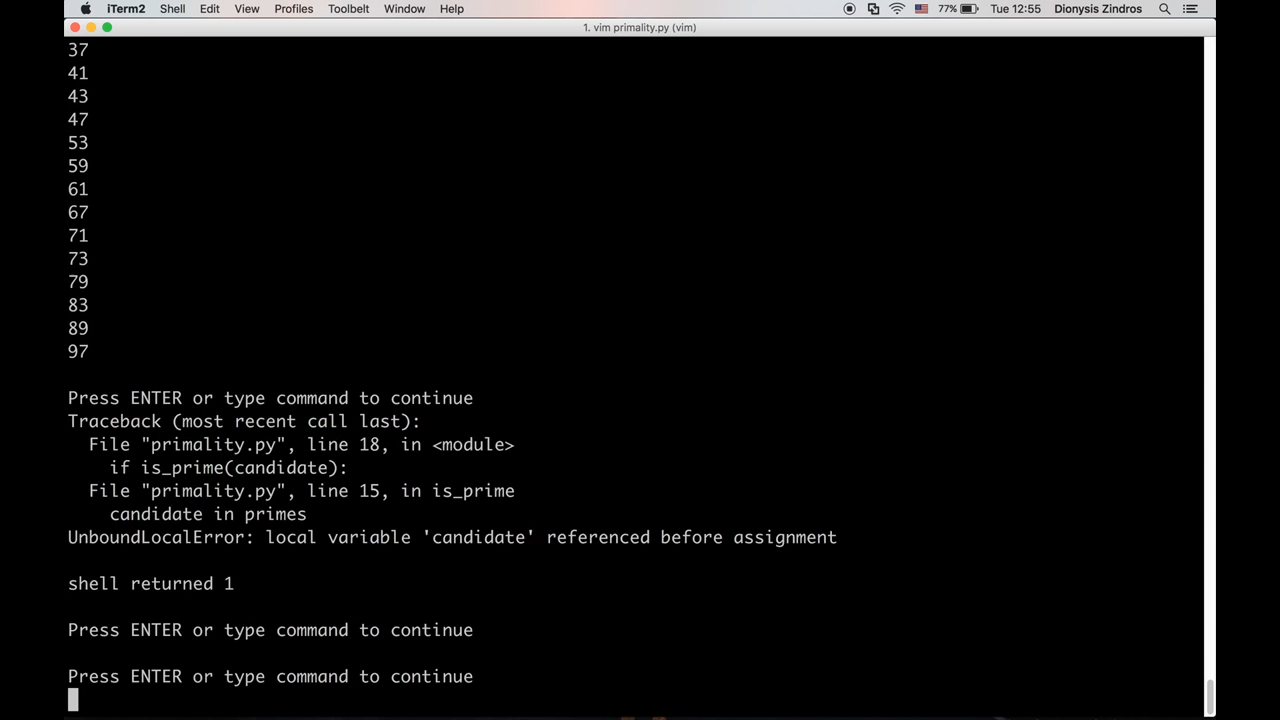 iTerm2 Shell Edit View Profiles Toolbelt Window Help 77% Tue 12:55 Dionysis Zindros
1. vim primality.py (vim)
37
41
43
47
53
59
61
67
71
73
79
83
89
97
Press ENTER or type command to continue
Traceback (most recent call last):
  File "primality.py", line 18, in <module>
    if is_prime(candidate):
  File "primality.py", line 15, in is_prime
    candidate in primes
UnboundLocalError: local variable 'candidate' referenced before assignment
shell returned 1
Press ENTER or type command to continue
Press ENTER or type command to continue